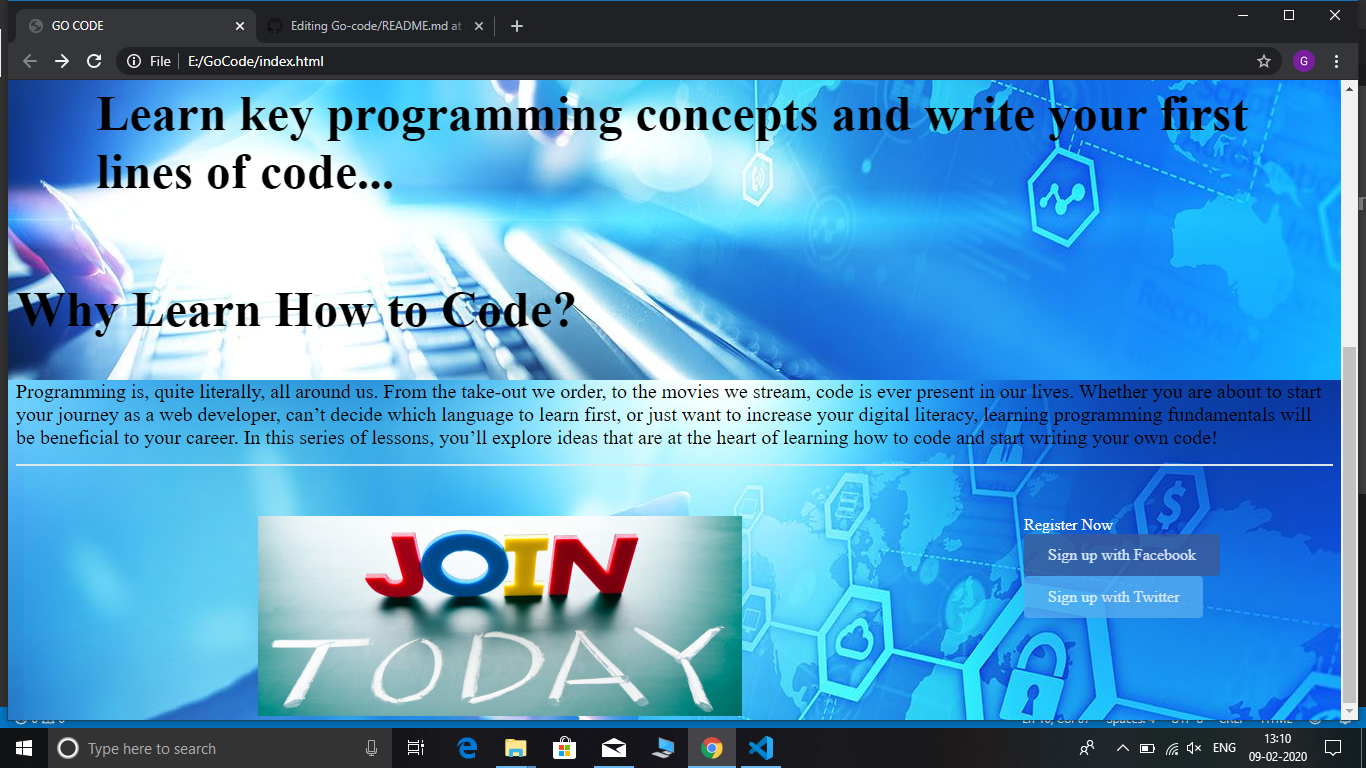 GO CODE
Editing Go-code/README.md at
File
E:/GoCode/index.html
G
Learn key programming concepts and write your first
lines of code...
Why Learn How to Code?
Programming is, quite literally, all around us. From the take-out we order, to the movies we stream, code is ever present in our lives. Whether you are about to start
your journey as a web developer, can’t decide which language to learn first, or just want to increase your digital literacy, learning programming fundamentals will
be beneficial to your career. In this series of lessons, you’ll explore ideas that are at the heart of learning how to code and start writing your own code!
JOIN
TODAY
Register Now
Sign up with Facebook
Sign up with Twitter
Type here to search
ENG
13:10
09-02-2020